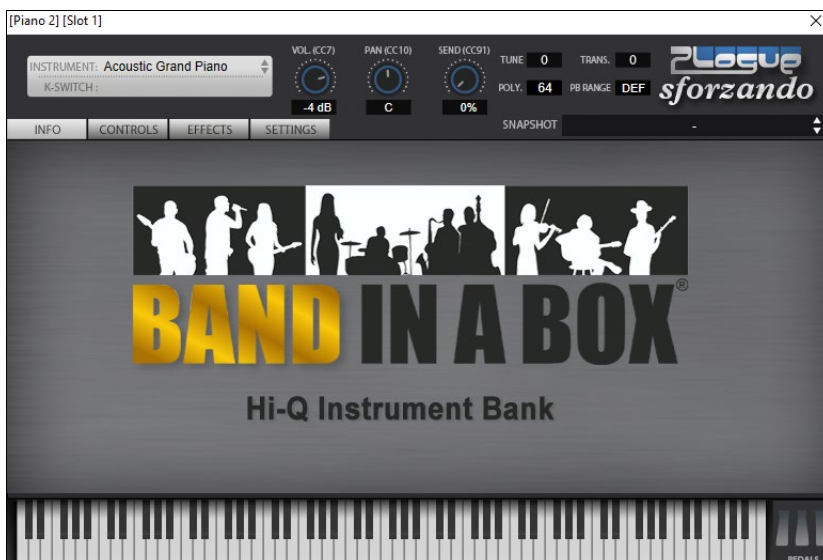 [Piano 2] [Slot 1]
INSTRUMENT: Acoustic Grand Piano
K-SWITCH :
VOL. (CC7)
-4 dB
PAN (CC10)
C
SEND (CC91)
0%
TUNE 0 TRANS. 0
POLY. 64 PB RANGE DEF
Plogue
sforzando
INFO CONTROLS EFFECTS SETTINGS
SNAPSHOT -
BAND IN A BOX®
Hi-Q Instrument Bank
PEDALS